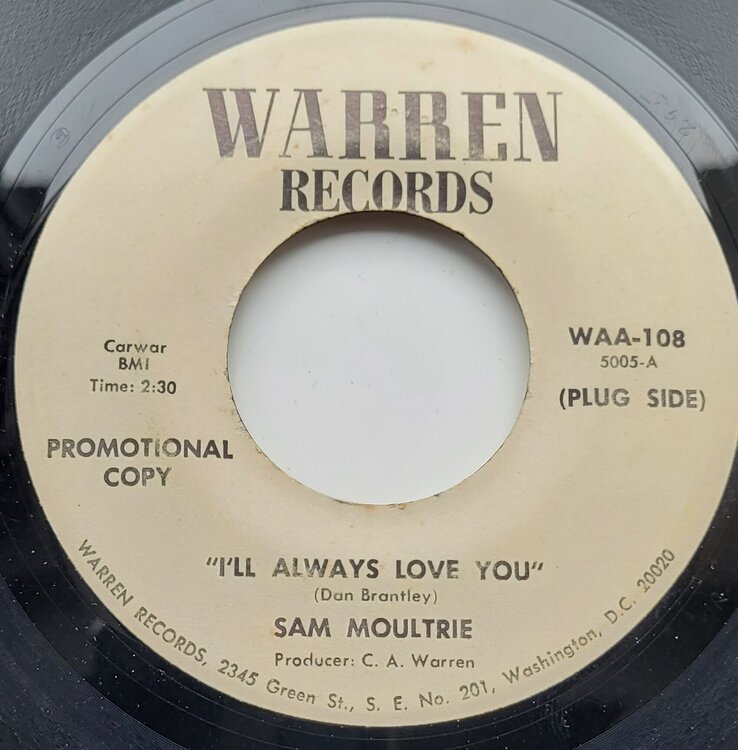 WARREN
RECORDS
Carwar
BMI
Time: 2:30
PROMOTIONAL
COPY
WAA-108
5005-A
(PLUG SIDE)
"I'LL ALWAYS LOVE YOU"
(Dan Brantley)
SAM MOULTRIE
Producer: C. A. Warren
WARREN RECORDS, 2345 Green St., S. E. No. 201, Washington, D.C. 20020